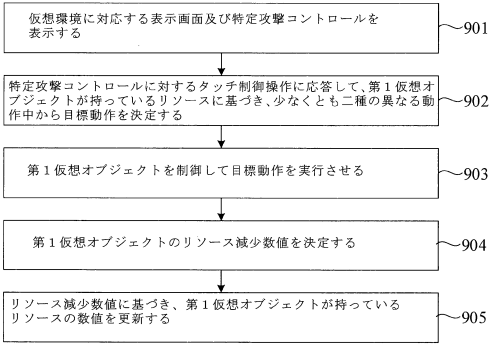 仮想環境に対応する表示画面及び特定攻撃コントロールを
表示する
901
特定攻撃コントロールに対するタッチ制御操作に応答して、第1仮想オ
ブジェクトが持っているリソースに基づき、少なくとも二種の異なる動
作中から目標動作を決定する
902
第1仮想オブジェクトを制御して目標動作を実行させる
903
第1仮想オブジェクトのリソース減少数値を決定する
904
リソース減少数値に基づき、第1仮想オブジェクトが持っている
リソースの数値を更新する
905